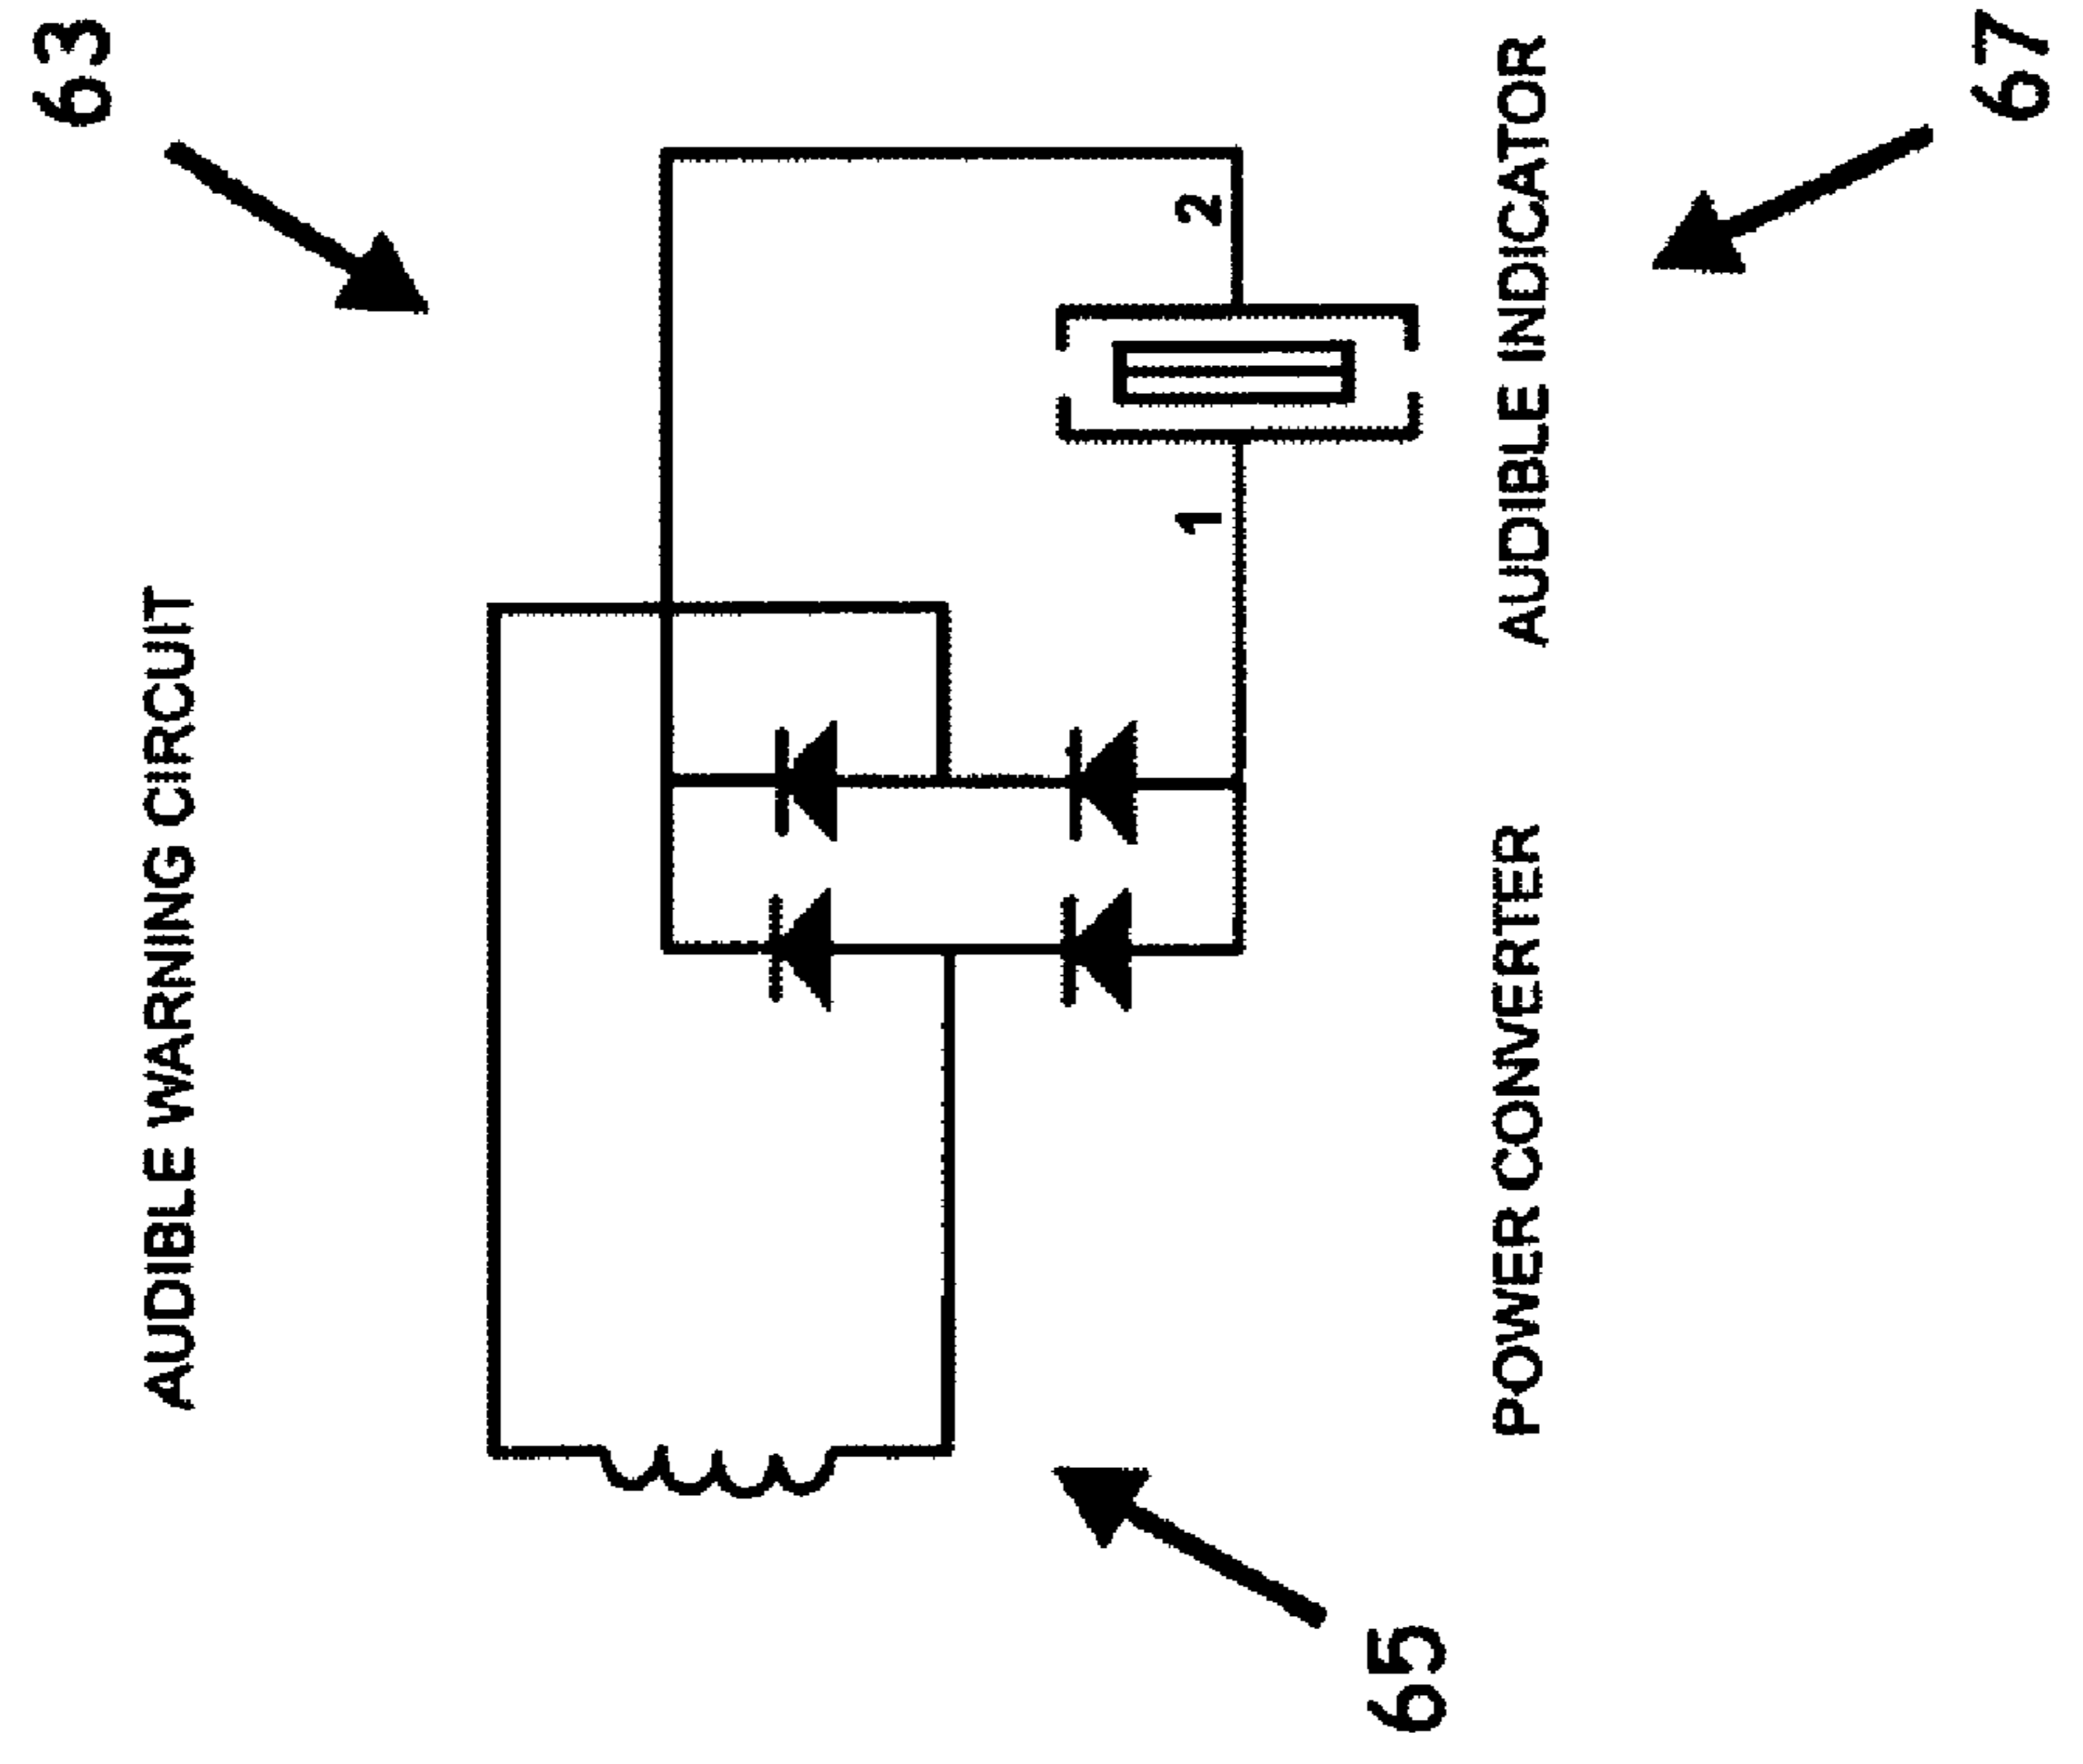 63
AUDIBLE WARNING CIRCUIT
1
2
POWER CONVERTER
AUDIBLE INDICATOR
65
67